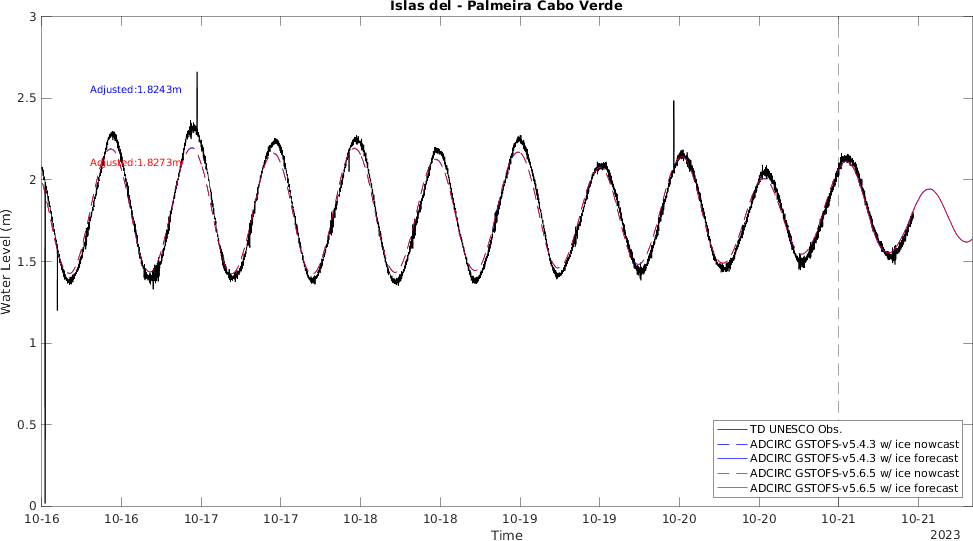 Islas del - Palmeira Cabo Verde
3
2.5
2
1.5
1
0.5
0
Water Level (m)
Adjusted:1.8243m
Adjusted:1.8273m
TD UNESCO Obs.
ADCIRC GSTOFS-v5.4.3 w/ ice nowcast
ADCIRC GSTOFS-v5.4.3 w/ ice forecast
ADCIRC GSTOFS-v5.6.5 w/ ice nowcast
ADCIRC GSTOFS-v5.6.5 w/ ice forecast
10-16 10-16 10-17 10-17 10-18 10-18 10-19 10-19 10-20 10-20 10-21 10-21
Time
2023